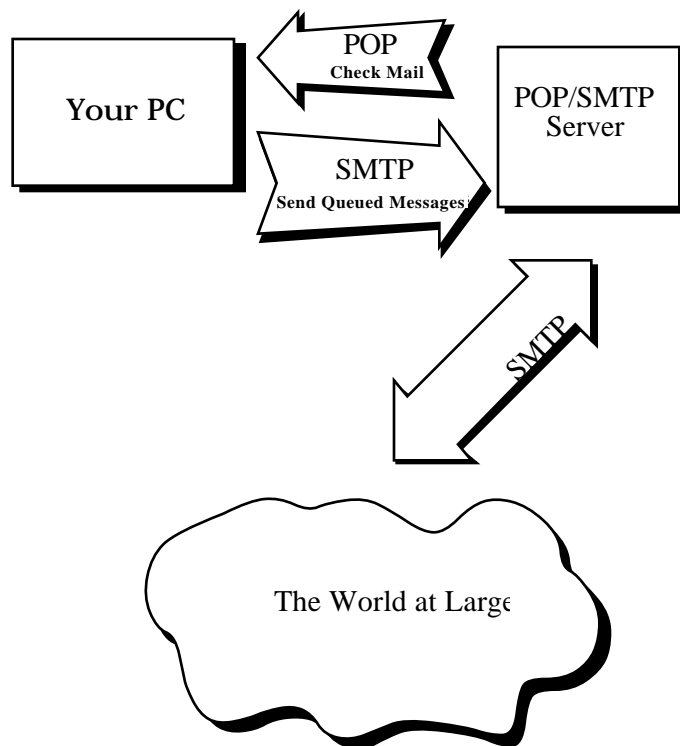 POP
Check Mail
Your PC
POP/SMTP
Server
SMTP
Send Queued Messages
SMTP
The World at Large